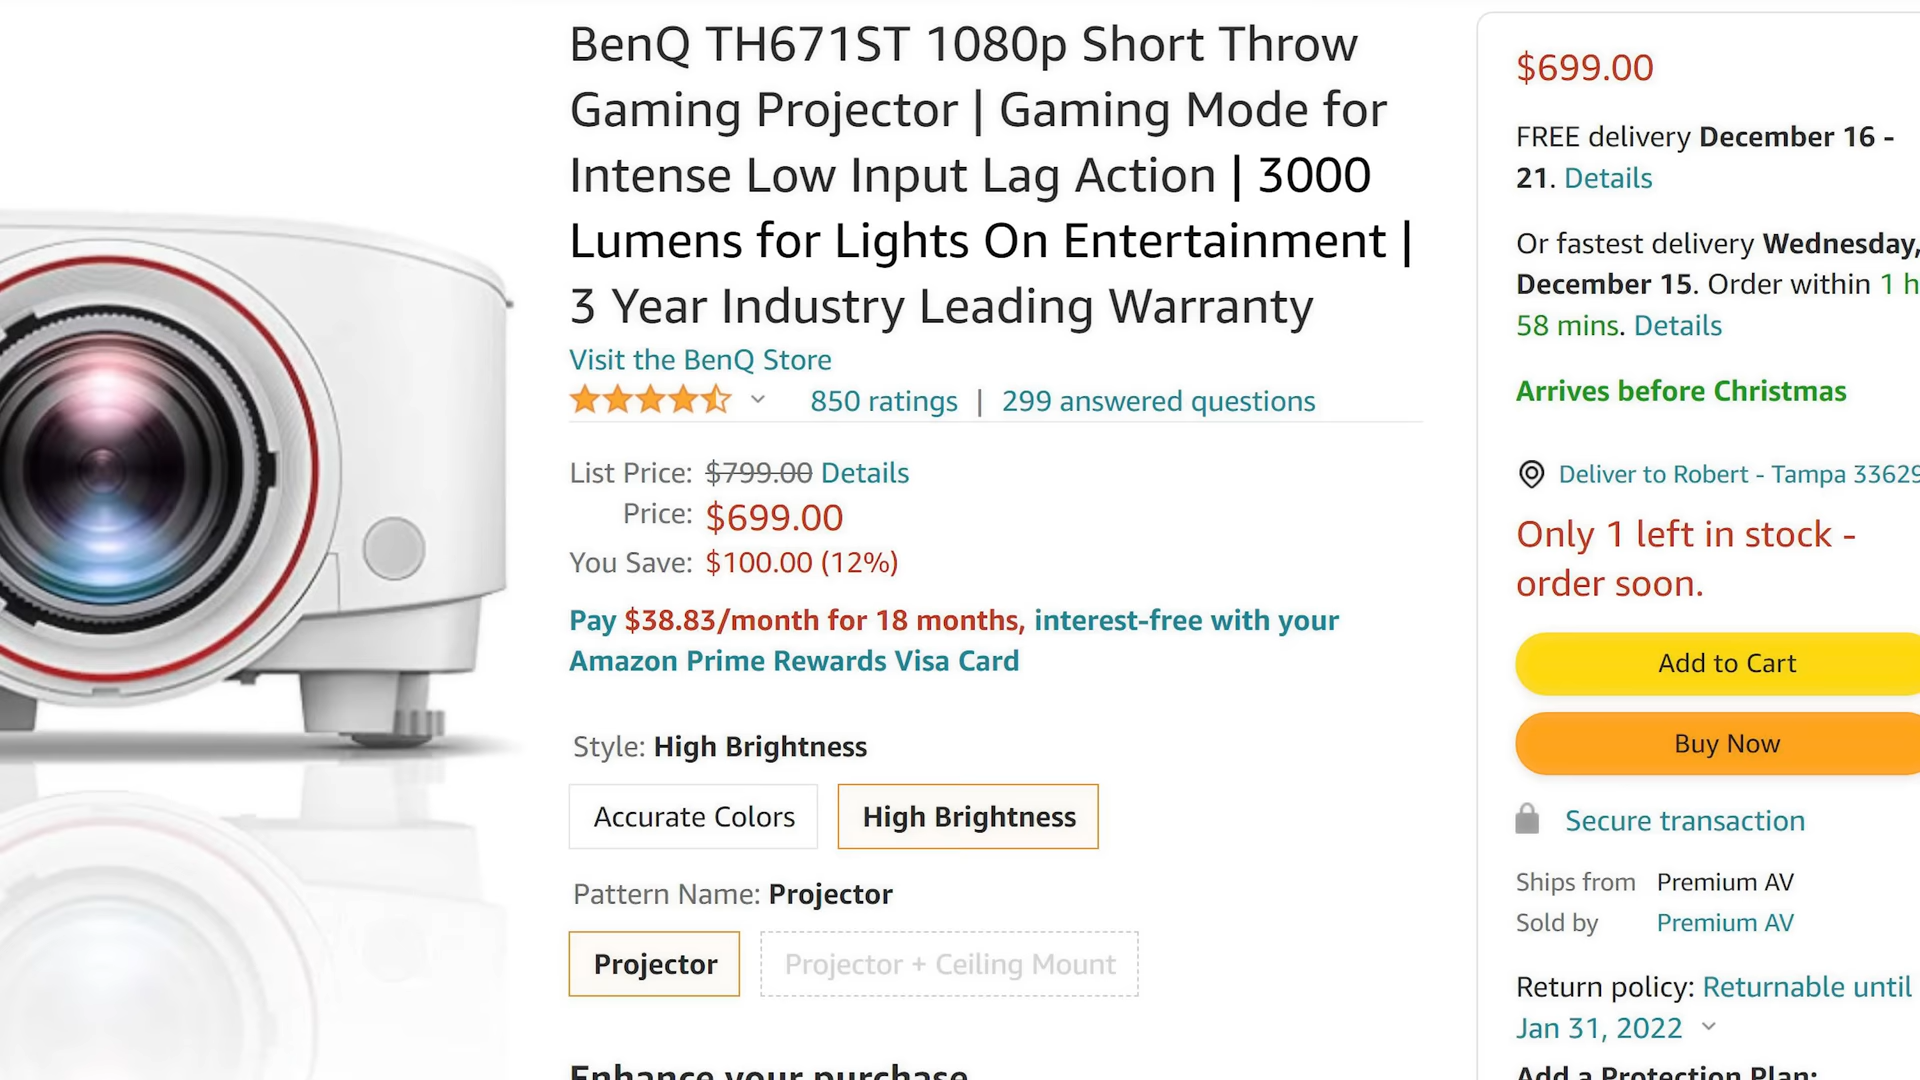 BenQ TH671ST 1080p Short Throw
Gaming Projector | Gaming Mode for
Intense Low Input Lag Action | 3000
Lumens for Lights On Entertainment |
3 Year Industry Leading Warranty
Visit the BenQ Store
850 ratings | 299 answered questions
List Price: $799.00 Details
Price: $699.00
You Save: $100.00 (12%)
Pay $38.83/month for 18 months, interest-free with your
Amazon Prime Rewards Visa Card
Style: High Brightness
Accurate Colors
High Brightness
Pattern Name: Projector
Projector
Projector + Ceiling Mount
Enhance your purchase
$699.00
FREE delivery December 16 -
21. Details
Or fastest delivery Wednesday,
December 15. Order within 1 h
58 mins. Details
Arrives before Christmas
Deliver to Robert - Tampa 33629
Only 1 left in stock -
order soon.
Add to Cart
Buy Now
Secure transaction
Ships from Premium AV
Sold by Premium AV
Return policy: Returnable until
Jan 31, 2022
Add a Protection Plan: